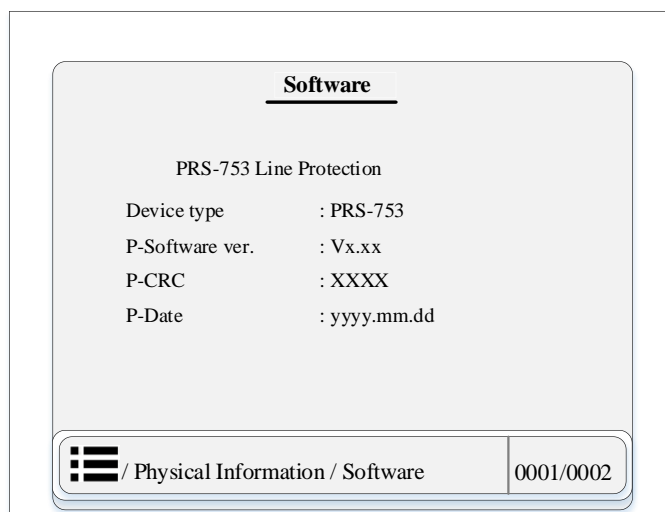 Software
PRS-753 Line Protection
Device type : PRS-753
P-Software ver. : Vx.xx
P-CRC : XXXX
P-Date : yyyy.mm.dd
/ Physical Information / Software 0001/0002